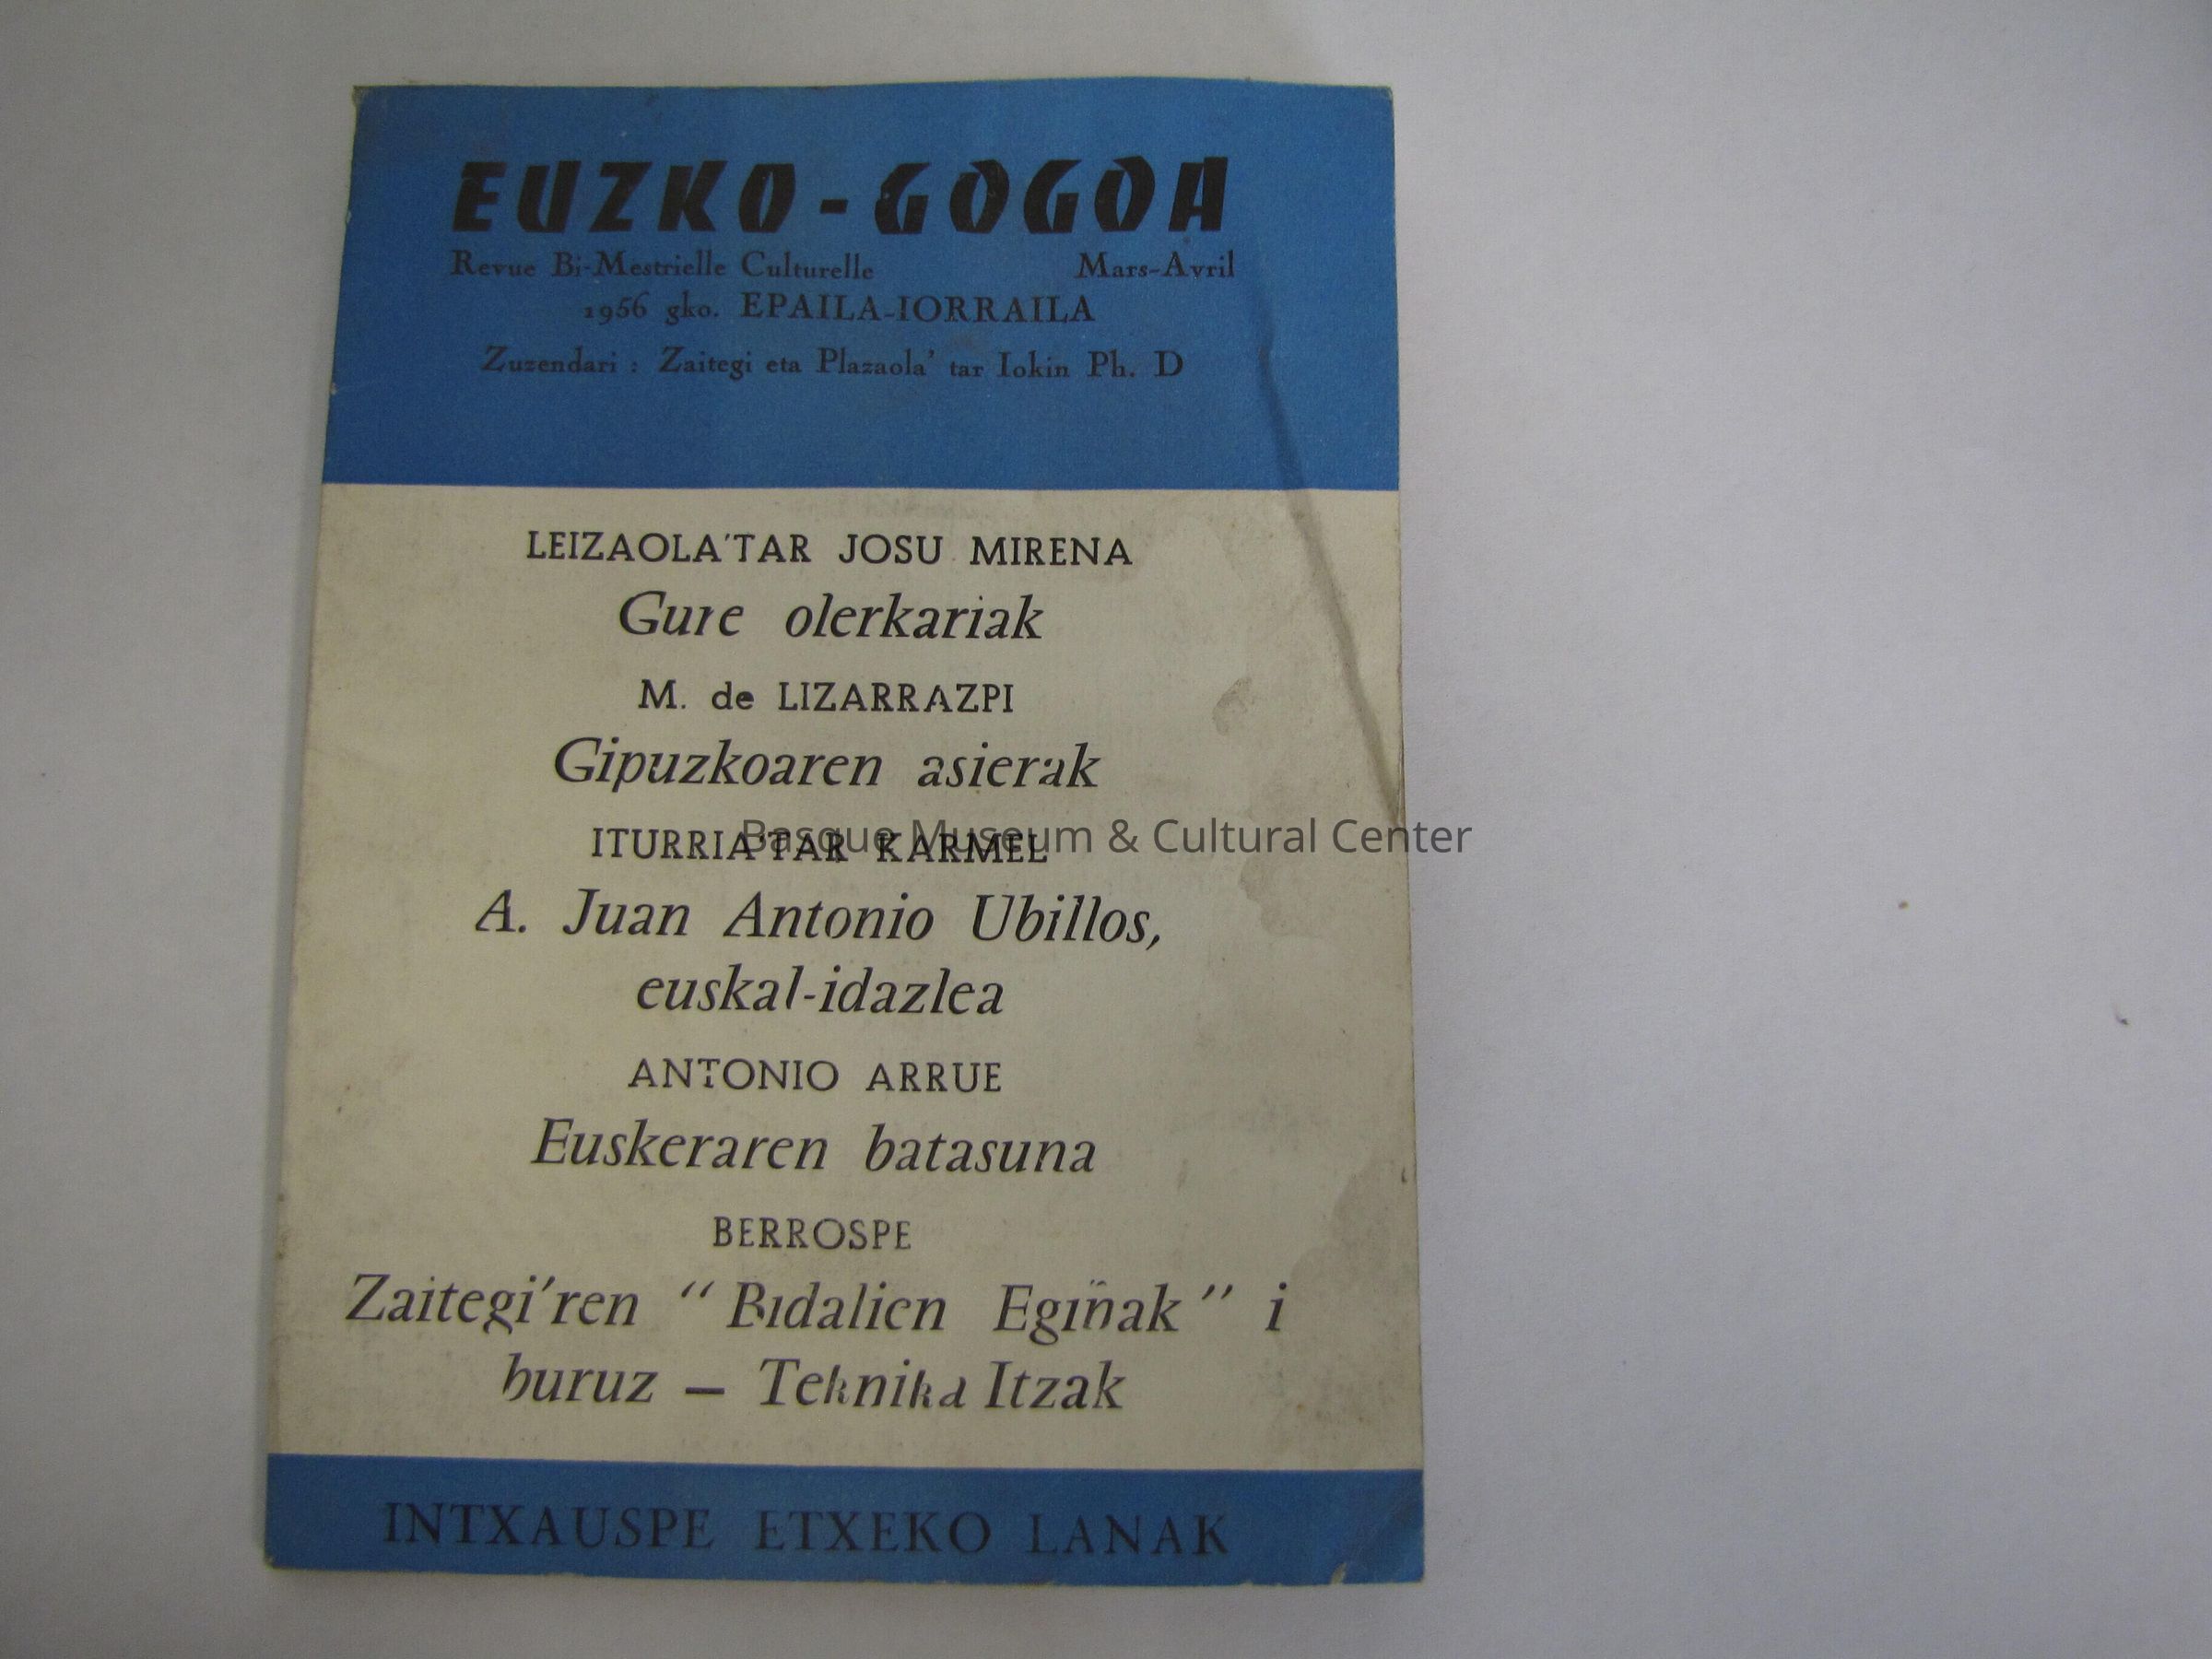 EUZKO-GOGOA
Revue Bi-Mestrielle Culturelle Mars-Avril
1956 gko. EPAILA-IORRAILA
Zuzendari : Zaitegi eta Plazaola' tar Iokin Ph. D
LEIZAOLA'TAR JOSU MIRENA
Gure olerkariak
M. de LIZARRAZPI
Gipuzkoaren asierak
ITURRIA'TAR KARMEL
Basque Museum & Cultural Center
A. Juan Antonio Ubillos,
euskal-idazlea
ANTONIO ARRUE
Euskeraren batasuna
BERROSPE
Zaitegi'ren “Bidalien Egiñak” i
buruz — Teknika Itzak
INTXAUSPE ETXEKO LANAK